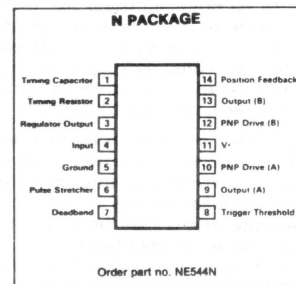 N PACKAGE
Timing Capacitor 1 14 Position Feedback
Timing Resistor 2 13 Output (B)
Regulator Output 3 12 PNP Drive (B)
Input 4 11 V+
Ground 5 10 PNP Drive (A)
Pulse Stretcher 6 9 Output (A)
Deadband 7 8 Trigger Threshold
Order part no. NE544N